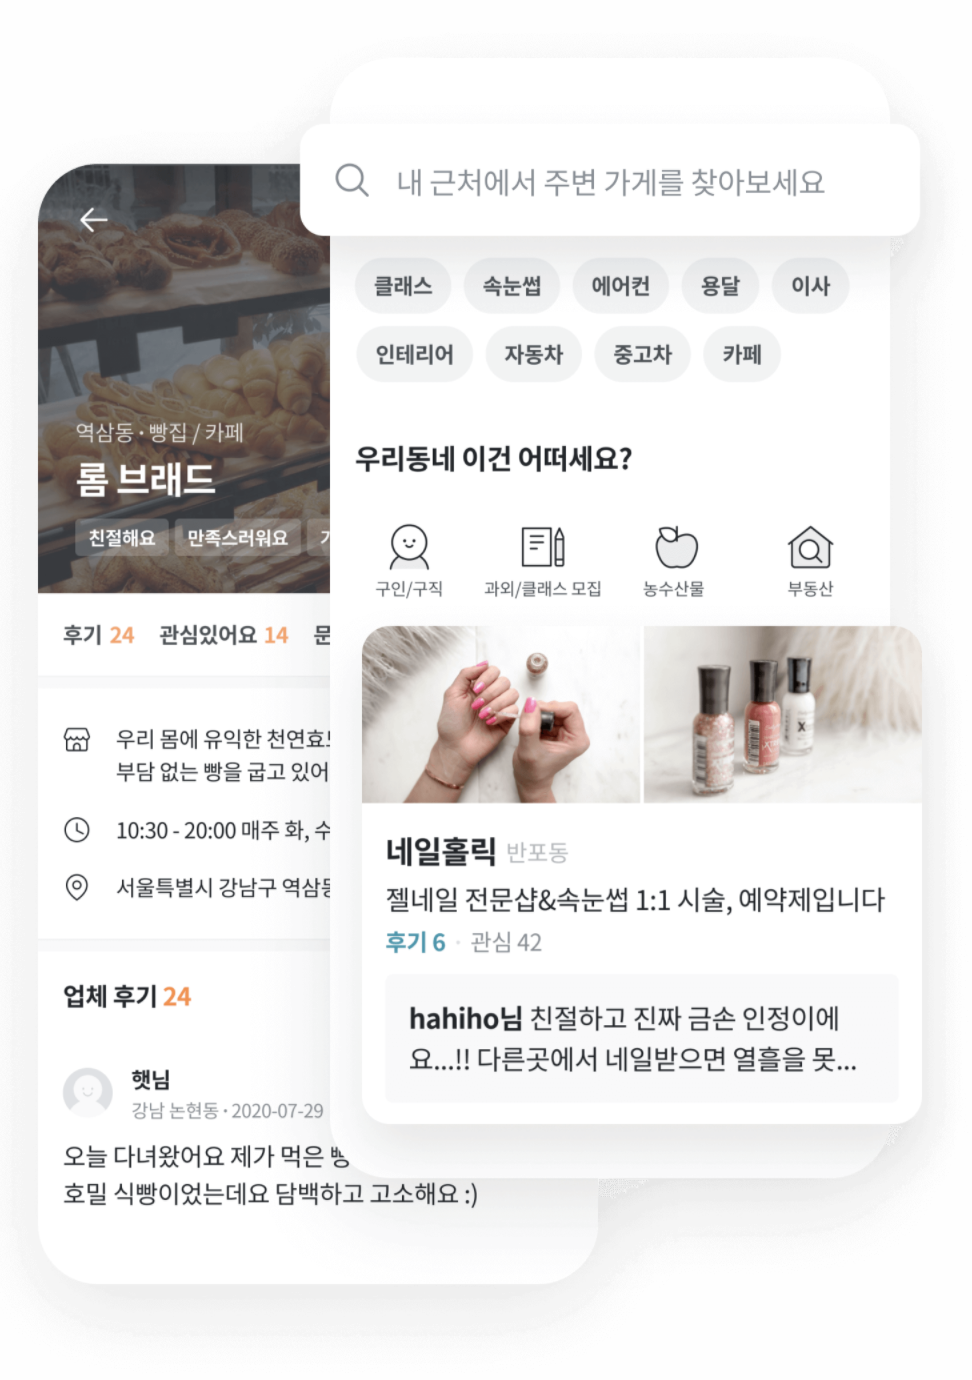 내 근처에서 주변 가게를 찾아보세요
클래스 속눈썹 에어컨 용달 이사
인테리어 자동차 중고차 카페
우리동네 이건 어떠세요?
구인/구직 과외/클래스 모집 농수산물 부동산
네일홀릭 반포동
젤네일 전문샵&속눈썹 1:1 시술, 예약제입니다
후기 6 · 관심 42
hahiho님 친절하고 진짜 금손 인정이에
요...!! 다른곳에서 네일받으면 열흘을 못...
역삼동 · 빵집 / 카페
롬 브래드
친절해요 만족스러워요
후기 24 관심있어요 14 문
우리 몸에 유익한 천연효
부담 없는 빵을 굽고 있어
10:30 - 20:00 매주 화, 수
서울특별시 강남구 역삼동
업체 후기 24
햇님
강남 논현동 · 2020-07-29
오늘 다녀왔어요 제가 먹은 빵
호밀 식빵이었는데요 담백하고 고소해요 :)